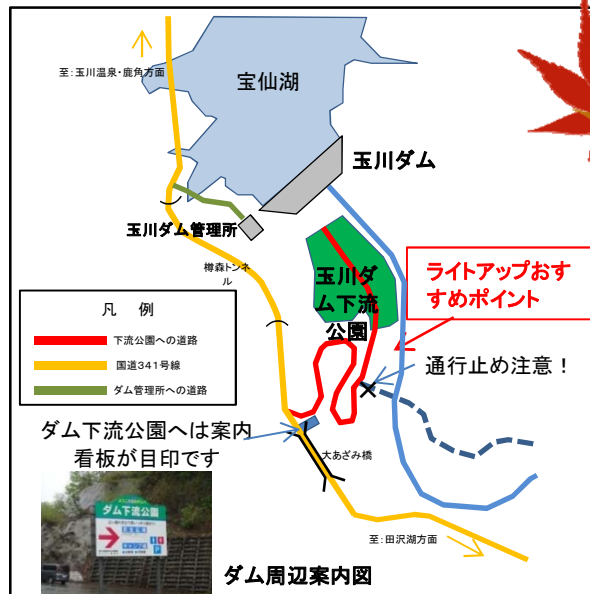 至：玉川温泉・鹿角方面
宝仙湖
玉川ダム
玉川ダム管理所
樽森トンネ
ル
玉川ダ
ム下流
公園
ライトアップおす
すめポイント
凡　例
下流公園への道路
国道341号線
ダム管理所への道路
通行止め注意！
ダム下流公園へは案内
看板が目印です
大あざみ橋
ダム下流公園
至：田沢湖方面
ダム周辺案内図